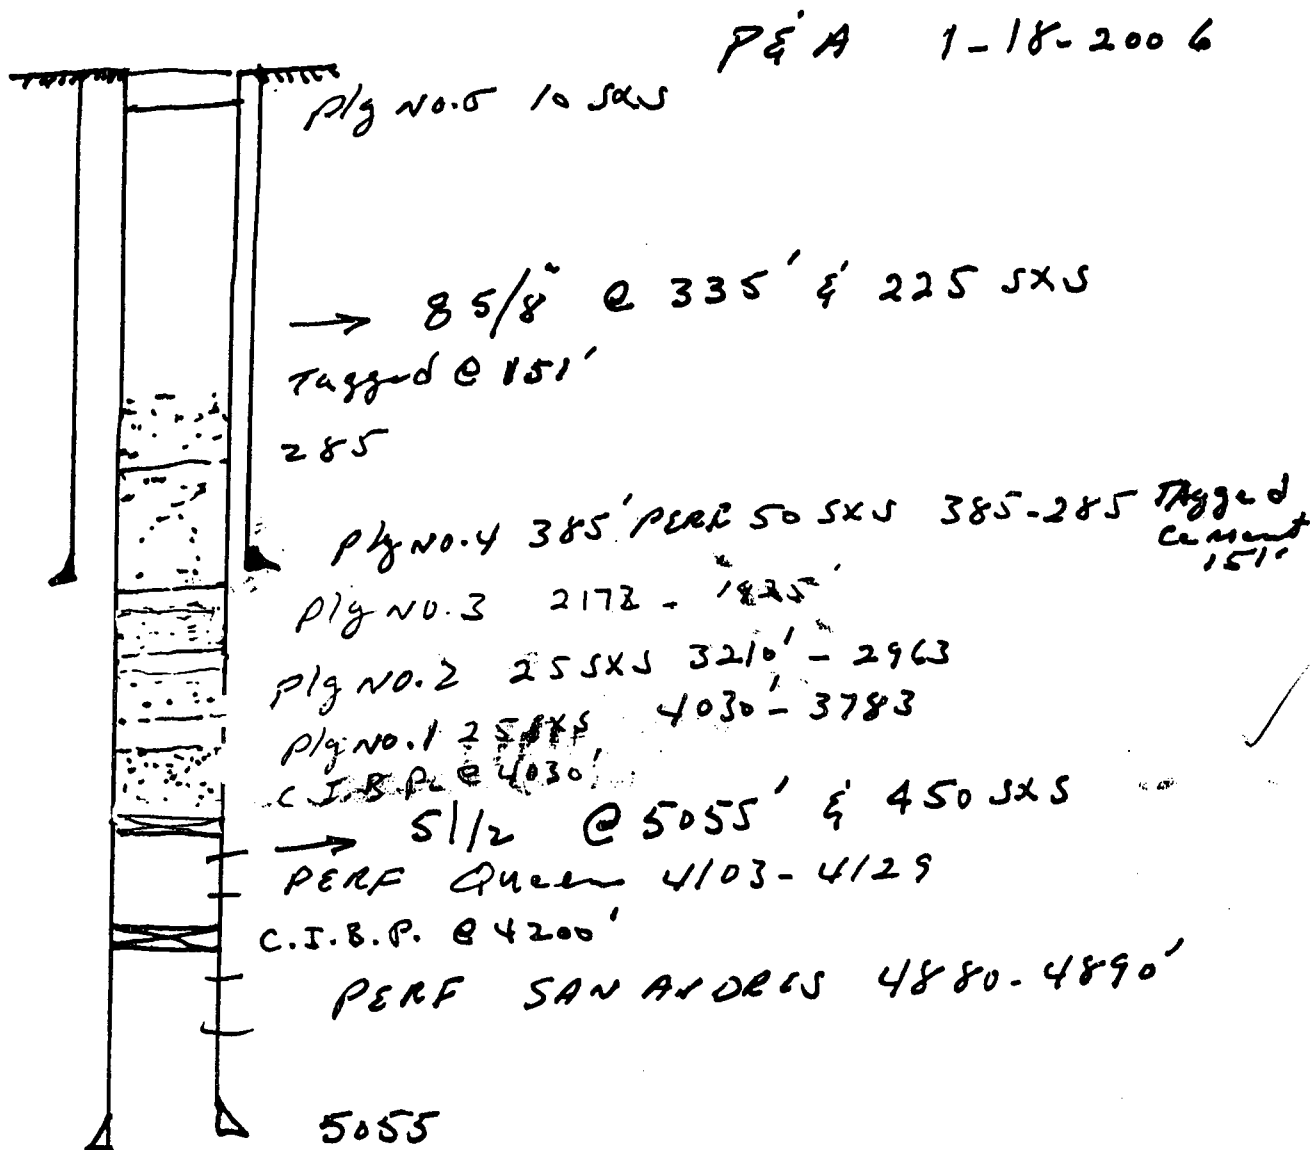 P & A 1-18-2006
Plg No.5 10 sxs
→ 8 5/8" @ 335' & 225 SXS
Tagged @ 151'
285
Plg No.4 385' PERF 50 SXS 385-285 TAgged
Cement
151'
Plg No.3 2172 - 1825'
Plg No.2 25 SXS 3210' - 2963
Plg No.1 25 SXS 4030' - 3783
C.I.B.P. @ 4030'
→ 5 1/2 @ 5055' & 450 SXS
PERF Queen 4103-4129
C.I.B.P. @ 4200'
PERF SAN ANDRES 4880-4890'
5055